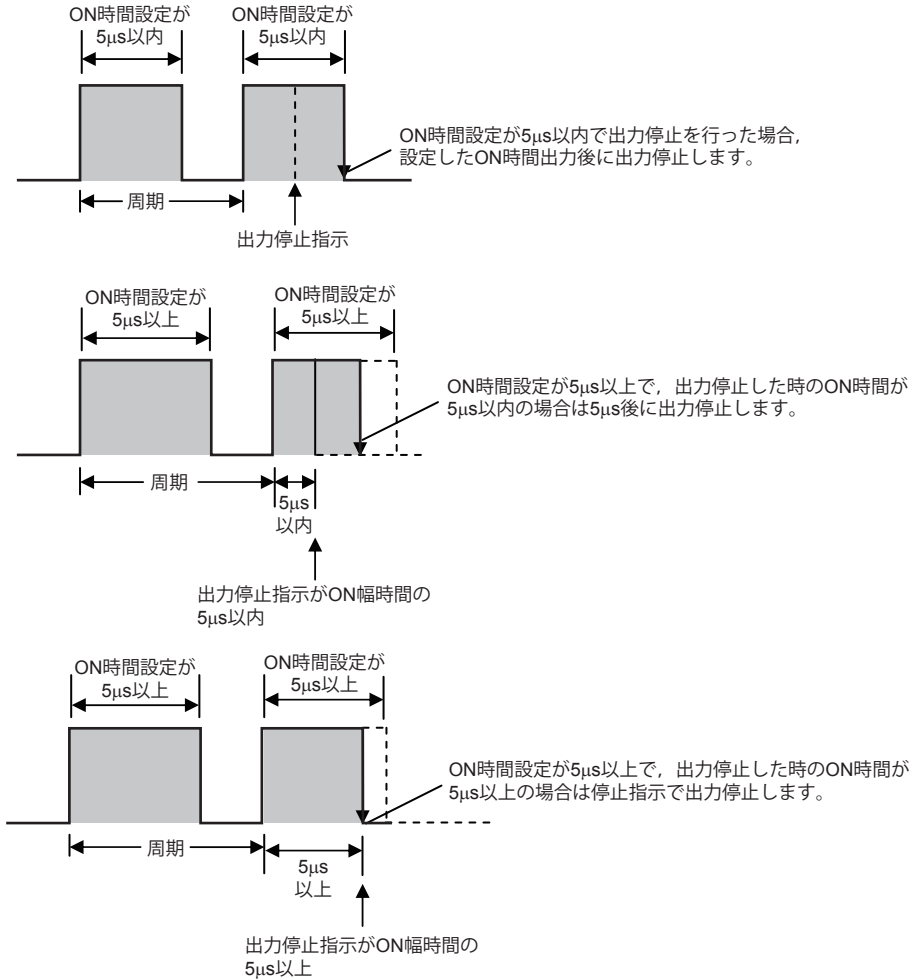 ON時間設定が
5μs以内
ON時間設定が
5μs以内
ON時間設定が5μs以内で出力停止を行った場合，
設定したON時間出力後に出力停止します。
周期
出力停止指示
ON時間設定が
5μs以上
ON時間設定が
5μs以上
ON時間設定が5μs以上で，出力停止した時のON時間が
5μs以内の場合は5μs後に出力停止します。
周期
5μs
以内
出力停止指示がON幅時間の
5μs以内
ON時間設定が
5μs以上
ON時間設定が
5μs以上
ON時間設定が5μs以上で，出力停止した時のON時間が
5μs以上の場合は停止指示で出力停止します。
周期
5μs
以上
出力停止指示がON幅時間の
5μs以上